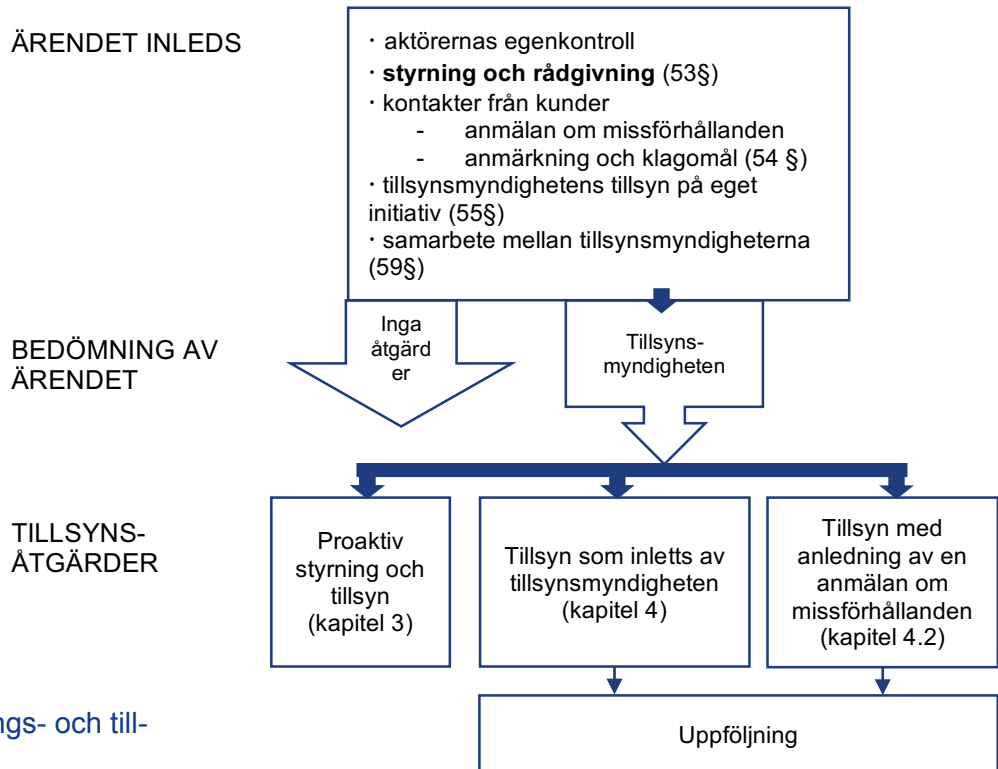 ÄRENDET INLEDS
· aktörernas egenkontroll
· styrning och rådgivning (53§)
· kontakter från kunder
- anmälan om missförhållanden
- anmärkning och klagomål (54 §)
· tillsynsmyndighetens tillsyn på eget
initiativ (55§)
· samarbete mellan tillsynsmyndigheterna
(59§)
BEDÖMNING AV
ÄRENDET
Inga
åtgärd
er
Tillsyns-
myndigheten
TILLSYNS-
ÅTGÄRDER
Proaktiv
styrning och
tillsyn
(kapitel 3)
Tillsyn som inletts av
tillsynsmyndigheten
(kapitel 4)
Tillsyn med
anledning av en
anmälan om
missförhållanden
(kapitel 4.2)
ngs- och till-
Uppföljning